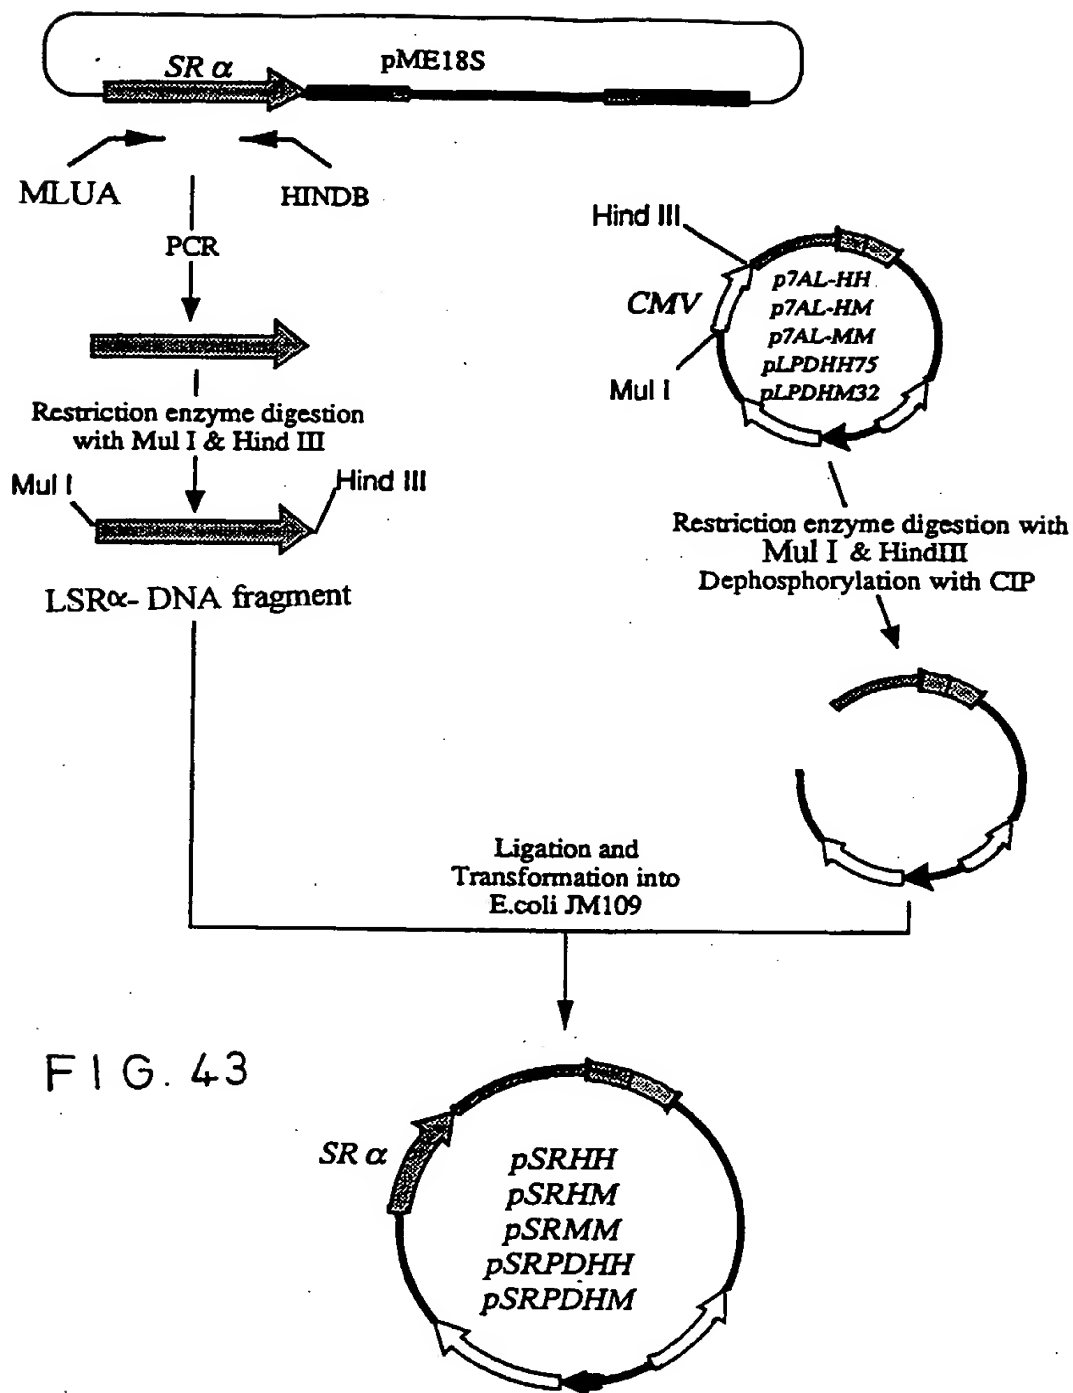 pME18S
SR α
MLUA
HINDB
PCR
Restriction enzyme digestion
with Mul I & Hind III
Mul I
Hind III
LSRα- DNA fragment
Hind III
CMV
Mul I
p7AL-HH
p7AL-HM
p7AL-MM
pLPDHH75
pLPDHM32
Restriction enzyme digestion with
Mul I & HindIII
Dephosphorylation with CIP
Ligation and
Transformation into
E.coli JM109
FIG. 43
SR α
pSRHH
pSRHM
pSRMM
pSRPDHH
pSRPDHM